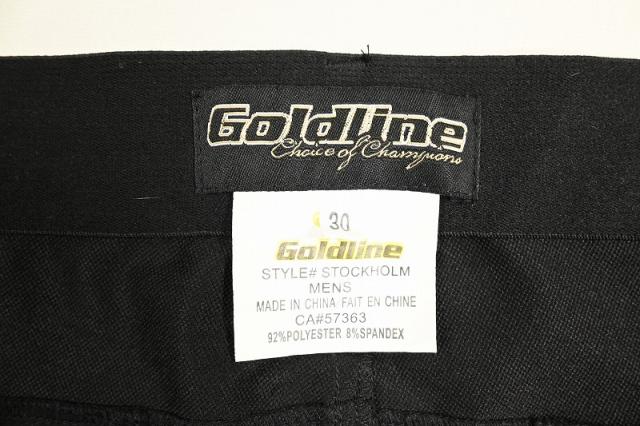 Goldline
Choice of Champions
30
Goldline
STYLE# STOCKHOLM
MENS
MADE IN CHINA FAIT EN CHINE
CA#57363
92%POLYESTER 8%SPANDEX